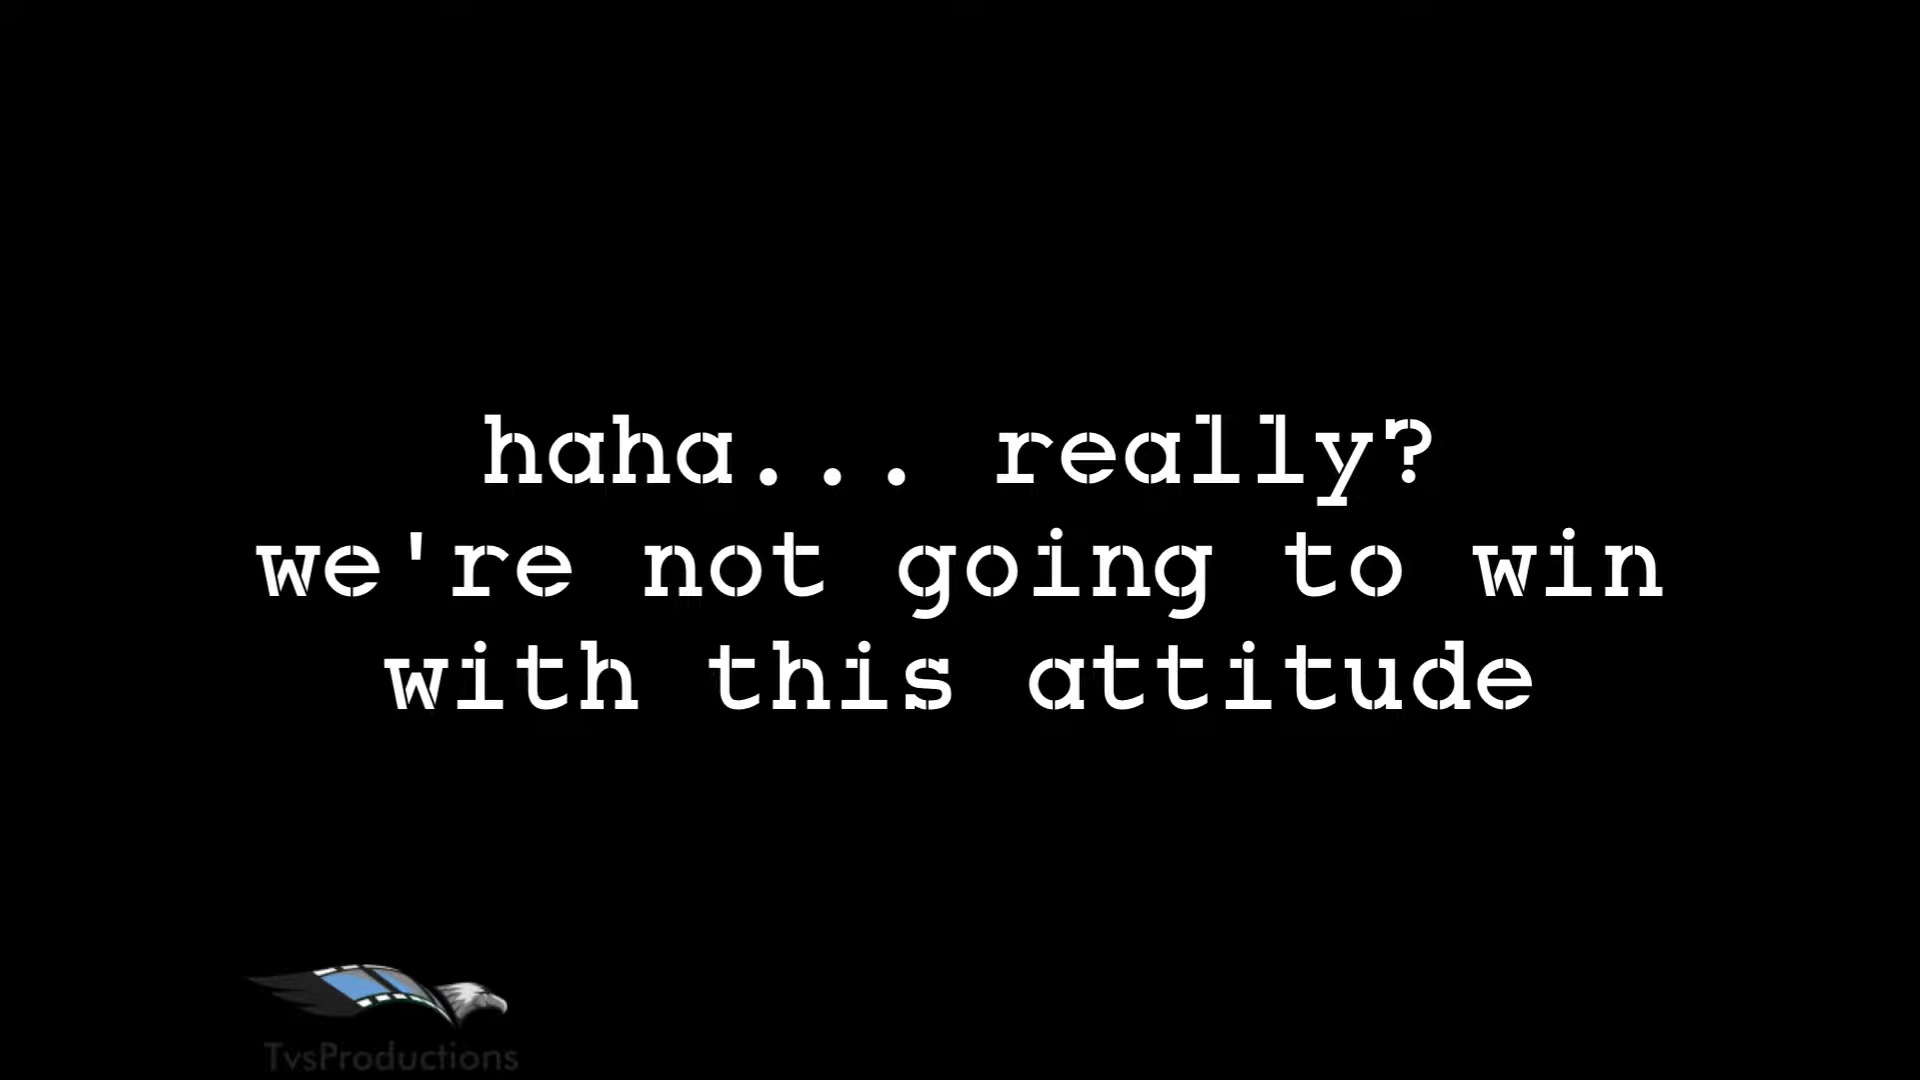 haha... really?
we're not going to win
with this attitude
TvsProductions